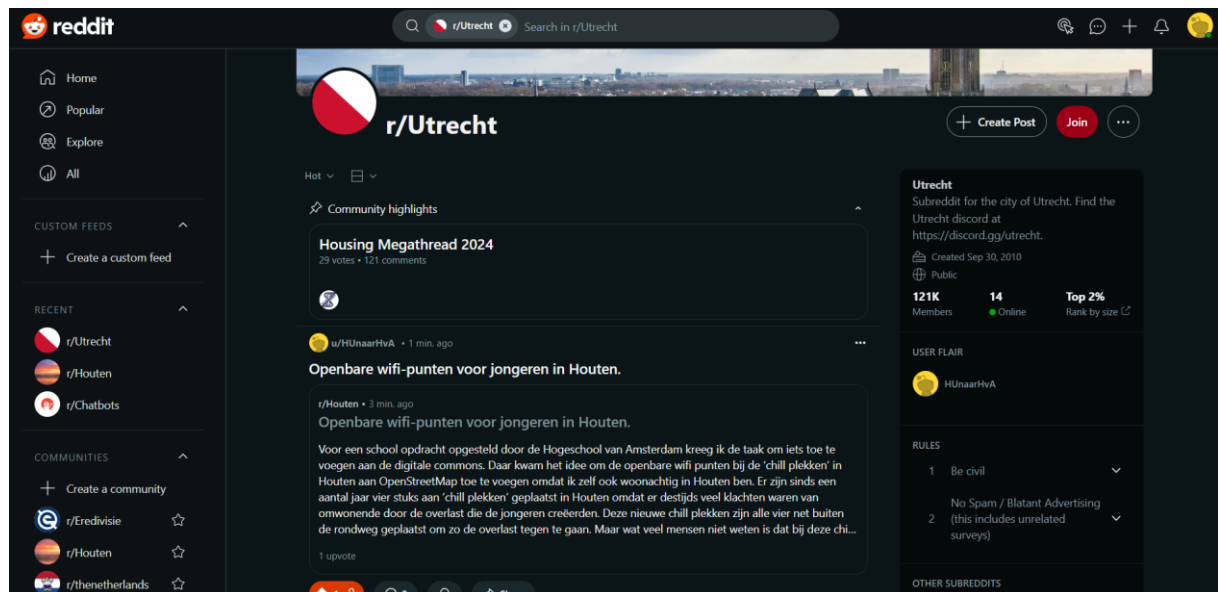 reddit
r/Utrecht
Search in r/Utrecht
Home
Popular
Explore
All
CUSTOM FEEDS
Create a custom feed
RECENT
r/Utrecht
r/Houten
r/Chatbots
COMMUNITIES
Create a community
r/Eredivisie
r/Houten
r/thenetherlands
r/Utrecht
Create Post
Join
Hot
Community highlights
Housing Megathread 2024
29 votes • 121 comments
u/HUnaarHvA • 1 min. ago
Openbare wifi-punten voor jongeren in Houten.
r/Houten • 3 min. ago
Openbare wifi-punten voor jongeren in Houten.
Voor een school opdracht opgesteld door de Hogeschool van Amsterdam kreeg ik de taak om iets toe te
voegen aan de digitale commons. Daar kwam het idee om de openbare wifi punten bij de ‘chill plekken’ in
Houten aan OpenStreetMap toe te voegen omdat ik zelf ook woonachtig in Houten ben. Er zijn sinds een
aantal jaar vier stuks aan ‘chill plekken’ geplaatst in Houten omdat er destijds veel klachten waren van
omwonende door de overlast die de jongeren creëerden. Deze nieuwe chill plekken zijn alle vier net buiten
de rondweg geplaatst om zo de overlast tegen te gaan. Maar wat veel mensen niet weten is dat bij deze chi...
1 upvote
Utrecht
Subreddit for the city of Utrecht. Find the
Utrecht discord at
https://discord.gg/utrecht.
Created Sep 30, 2010
Public
121K 14 Top 2%
Members Online Rank by size
USER FLAIR
HUnaarHvA
RULES
1 Be civil
No Spam / Blatant Advertising
2 (this includes unrelated
surveys)
OTHER SUBREDDITS